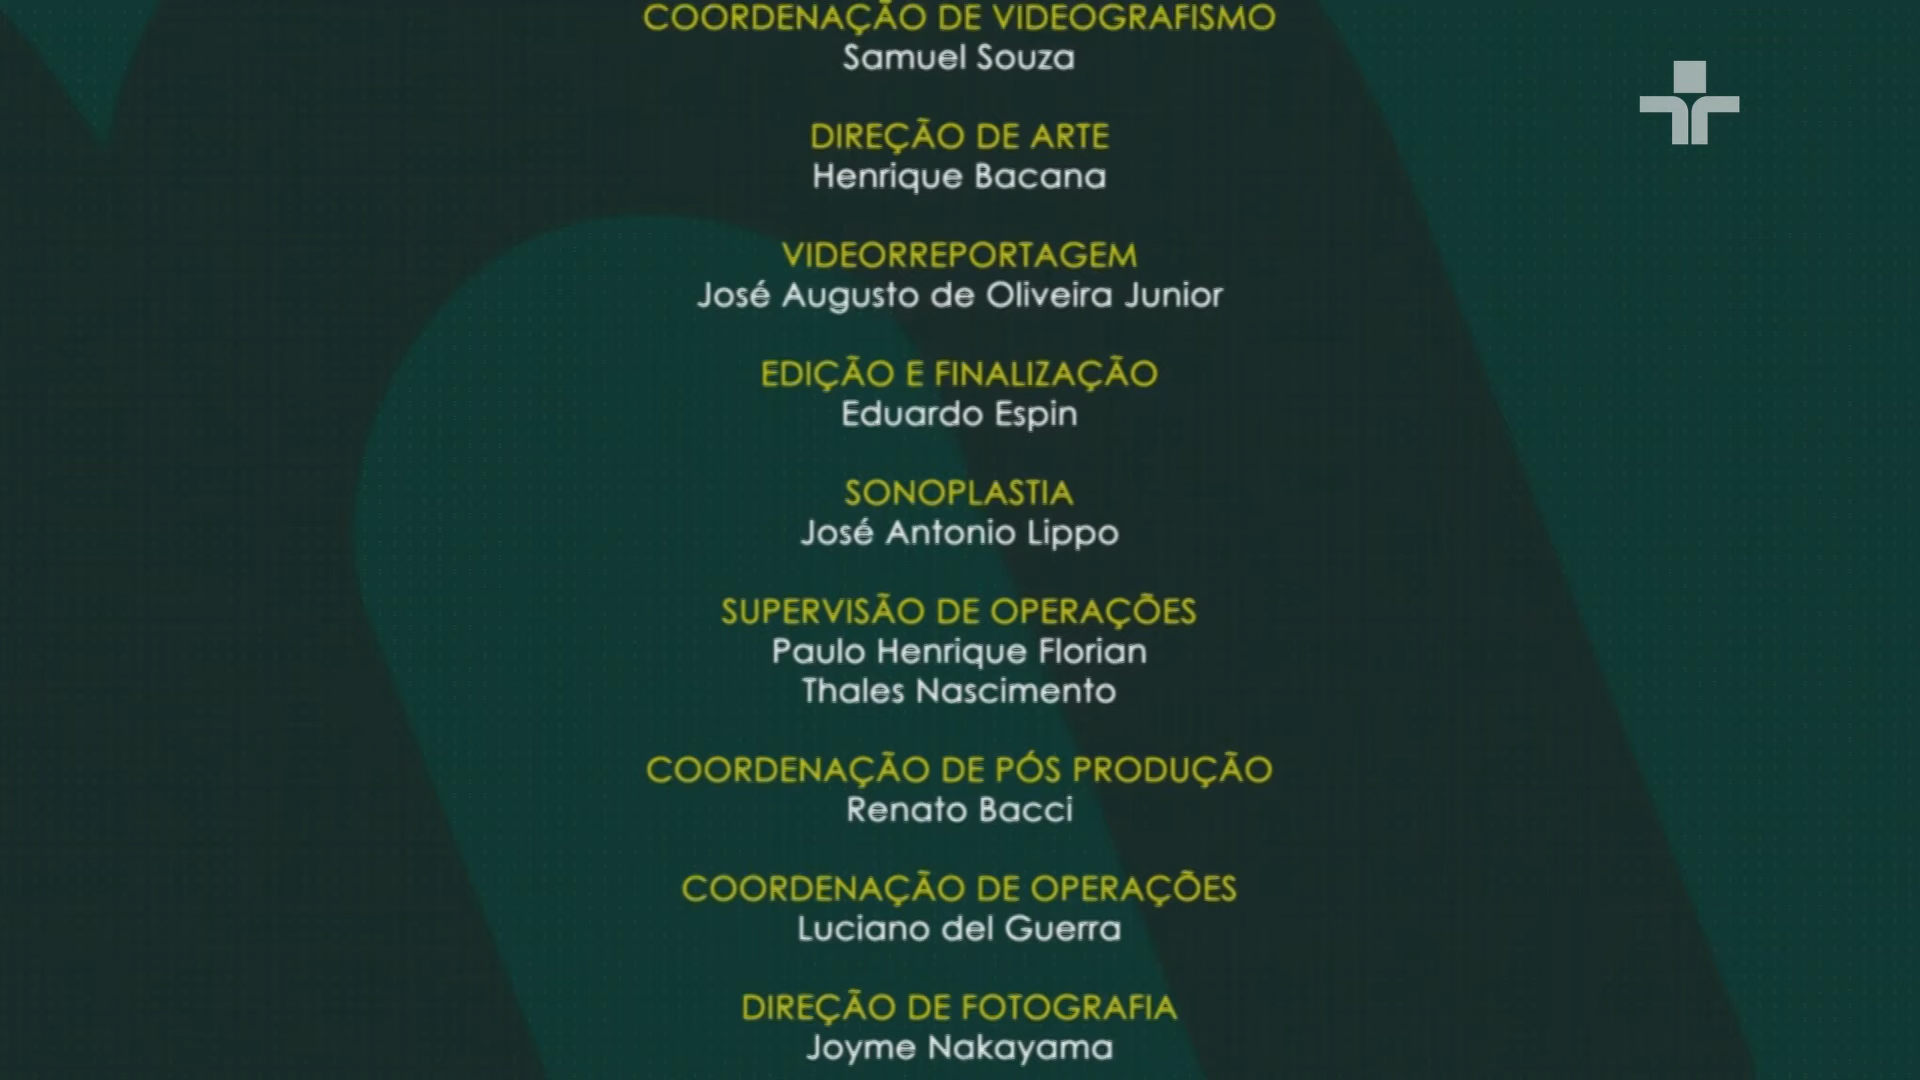 COORDENAÇÃO DE VIDEOGRAFISMO
Samuel Souza
DIREÇÃO DE ARTE
Henrique Bacana
VIDEORREPORTAGEM
José Augusto de Oliveira Junior
EDIÇÃO E FINALIZAÇÃO
Eduardo Espin
SONOPLASTIA
José Antonio Lippo
SUPERVISÃO DE OPERAÇÕES
Paulo Henrique Florian
Thales Nascimento
COORDENAÇÃO DE PÓS PRODUÇÃO
Renato Bacci
COORDENAÇÃO DE OPERAÇÕES
Luciano del Guerra
DIREÇÃO DE FOTOGRAFIA
Joyme Nakayama